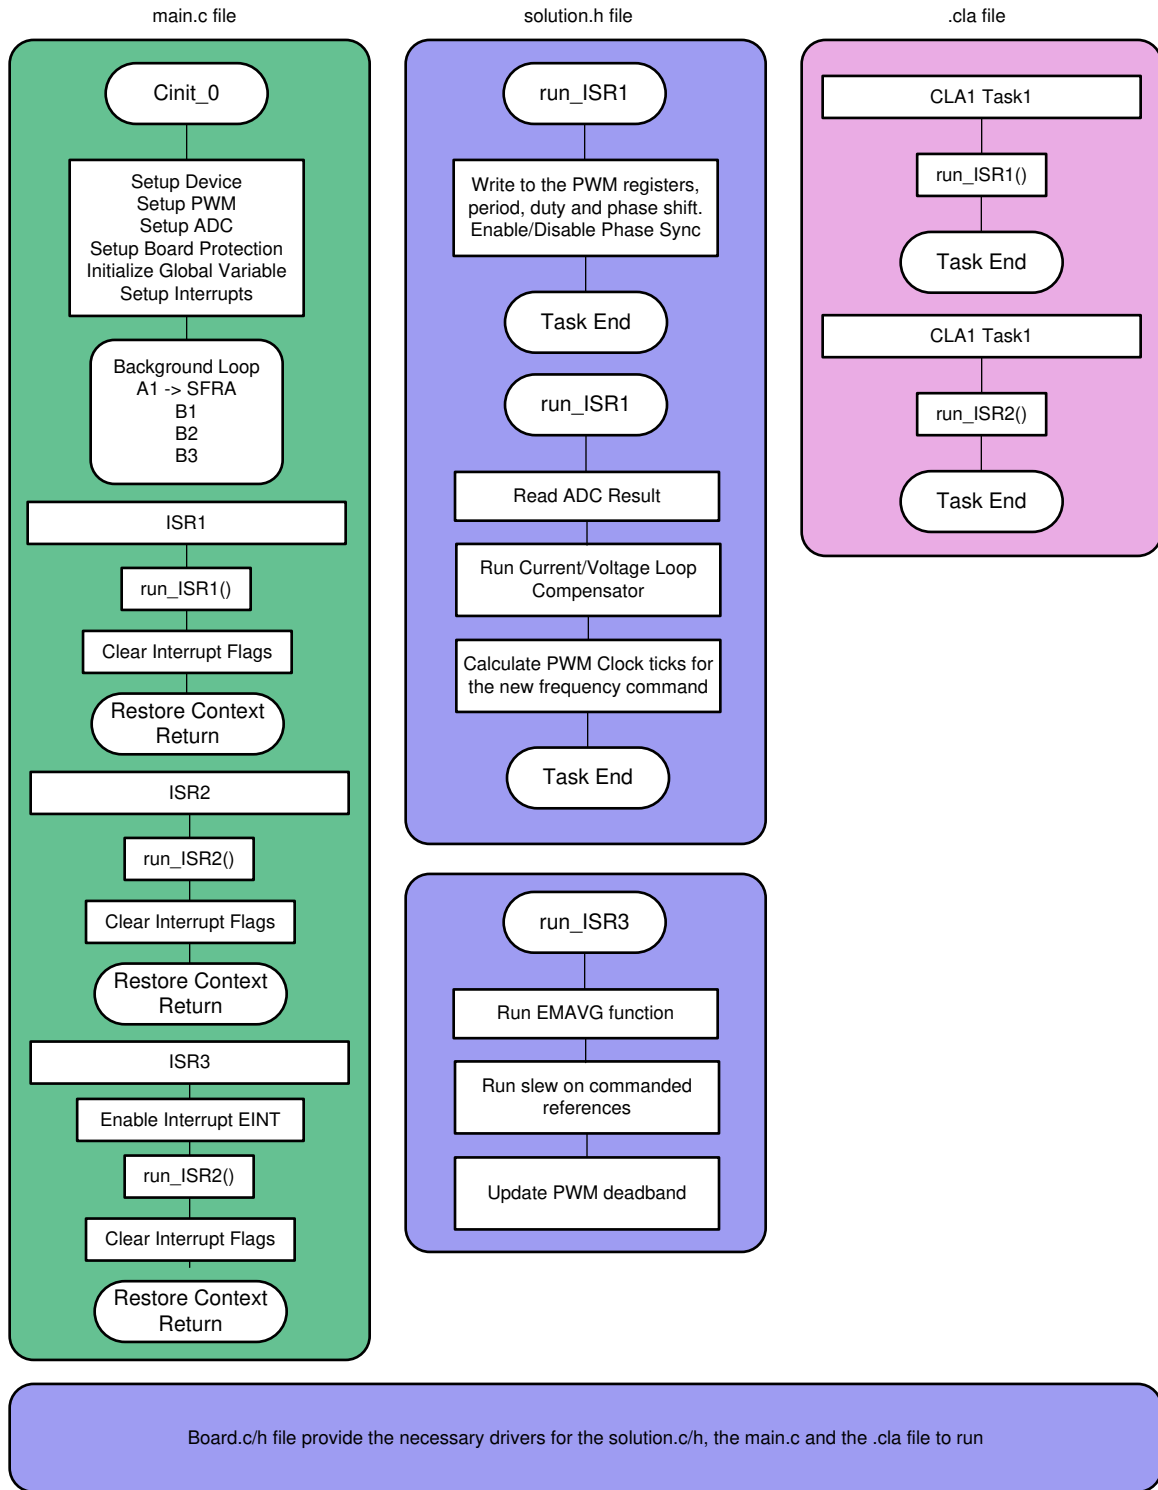 main.c file
Cinit_0
Setup Device
Setup PWM
Setup ADC
Setup Board Protection
Initialize Global Variable
Setup Interrupts
Background Loop
A1 -> SFRA
B1
B2
B3
ISR1
run_ISR1()
Clear Interrupt Flags
Restore Context
Return
ISR2
run_ISR2()
Clear Interrupt Flags
Restore Context
Return
ISR3
Enable Interrupt EINT
run_ISR2()
Clear Interrupt Flags
Restore Context
Return
solution.h file
run_ISR1
Write to the PWM registers,
period, duty and phase shift.
Enable/Disable Phase Sync
Task End
run_ISR1
Read ADC Result
Run Current/Voltage Loop
Compensator
Calculate PWM Clock ticks for
the new frequency command
Task End
run_ISR3
Run EMAVG function
Run slew on commanded
references
Update PWM deadband
.cla file
CLA1 Task1
run_ISR1()
Task End
CLA1 Task1
run_ISR2()
Task End
Board.c/h file provide the necessary drivers for the solution.c/h, the main.c and the .cla file to run